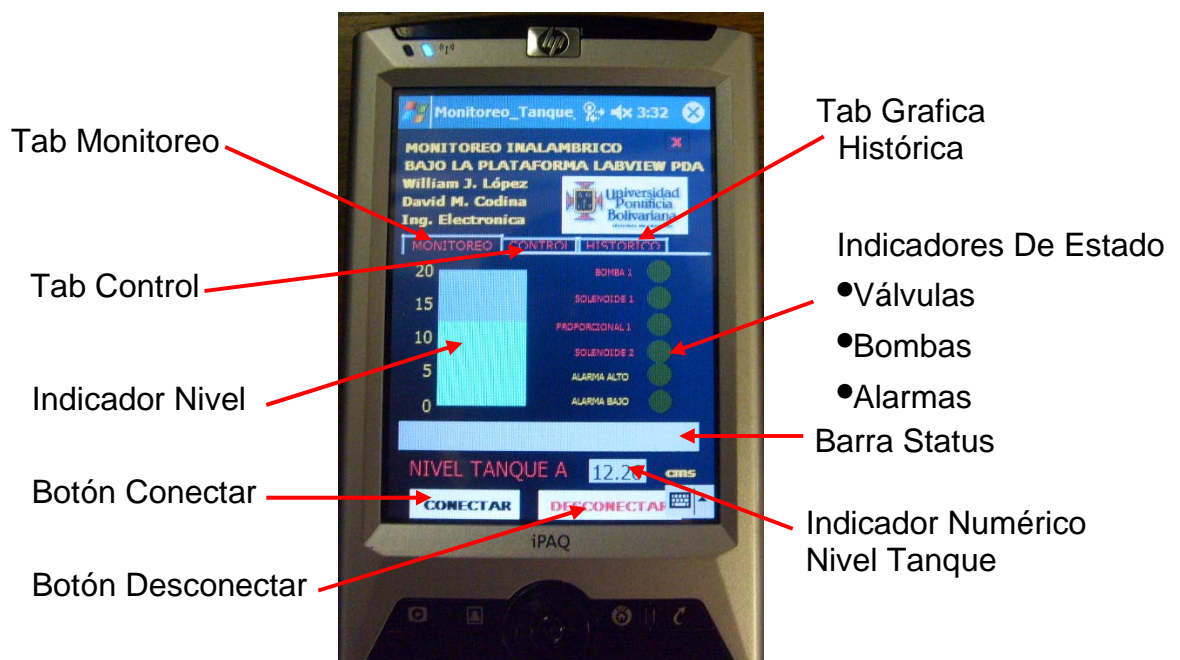 Tab Monitoreo
Tab Control
Indicador Nivel
Botón Conectar
Botón Desconectar
hp
Monitoreo_Tanque 3:32
MONITOREO INALAMBRICO
BAJO LA PLATAFORMA LABVIEW PDA
William J. López
David M. Codina
Ing. Electronica
Universidad
Pontificia
Bolivariana
MONITOREO CONTROL HISTORICO
20
15
10
5
0
BOMBA 1
SOLENOIDE 1
PROPORCIONAL 1
SOLENOIDE 2
ALARMA ALTO
ALARMA BAJO
NIVEL TANQUE A cms
CONECTAR DESCONECTAR
iPAQ
Tab Grafica
Histórica
Indicadores De Estado
•Válvulas
•Bombas
•Alarmas
Barra Status
Indicador Numérico
Nivel Tanque